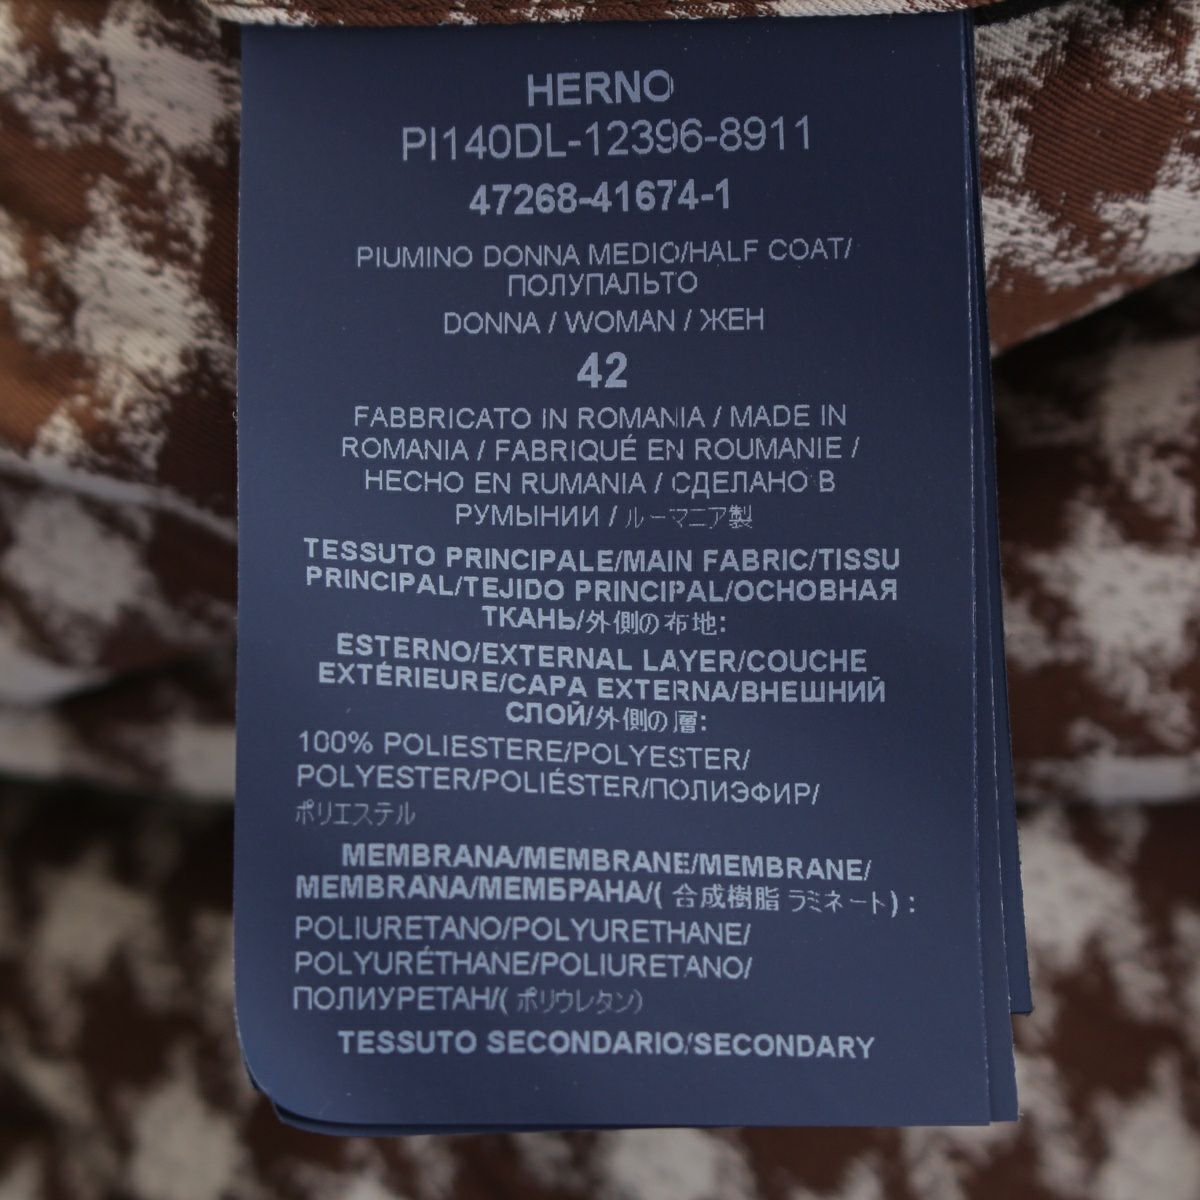 HERNO
PI140DL-12396-8911
47268-41674-1
PIUMINO DONNA MEDIO/HALF COAT/
ПОЛУПАЛЬТО
DONNA / WOMAN / ЖЕН
42
FABBRICATO IN ROMANIA / MADE IN
ROMANIA / FABRIQUÉ EN ROUMANIE /
HECHO EN RUMANIA / СДЕЛАНО В
РУМЫНИИ / ルーマニア製
TESSUTO PRINCIPALE/MAIN FABRIC/TISSU
PRINCIPAL/TEJIDO PRINCIPAL/ОСНОВНАЯ
ТКАНЬ/外側の布地:
ESTERNO/EXTERNAL LAYER/COUCHE
EXTÉRIEURE/CAPA EXTERNA/ВНЕШНИЙ
СЛОЙ/外側の層:
100% POLIESTERE/POLYESTER/
POLYESTER/POLIÉSTER/ПОЛИЭФИР/
ポリエステル
MEMBRANA/MEMBRANE/MEMBRANE/
MEMBRANA/МЕМБРАНА/( 合成樹脂 ラミネート) :
POLIURETANO/POLYURETHANE/
POLYURÉTHANE/POLIURETANO/
ПОЛИУРЕТАН/( ポリウレタン)
TESSUTO SECONDARIO/SECONDARY